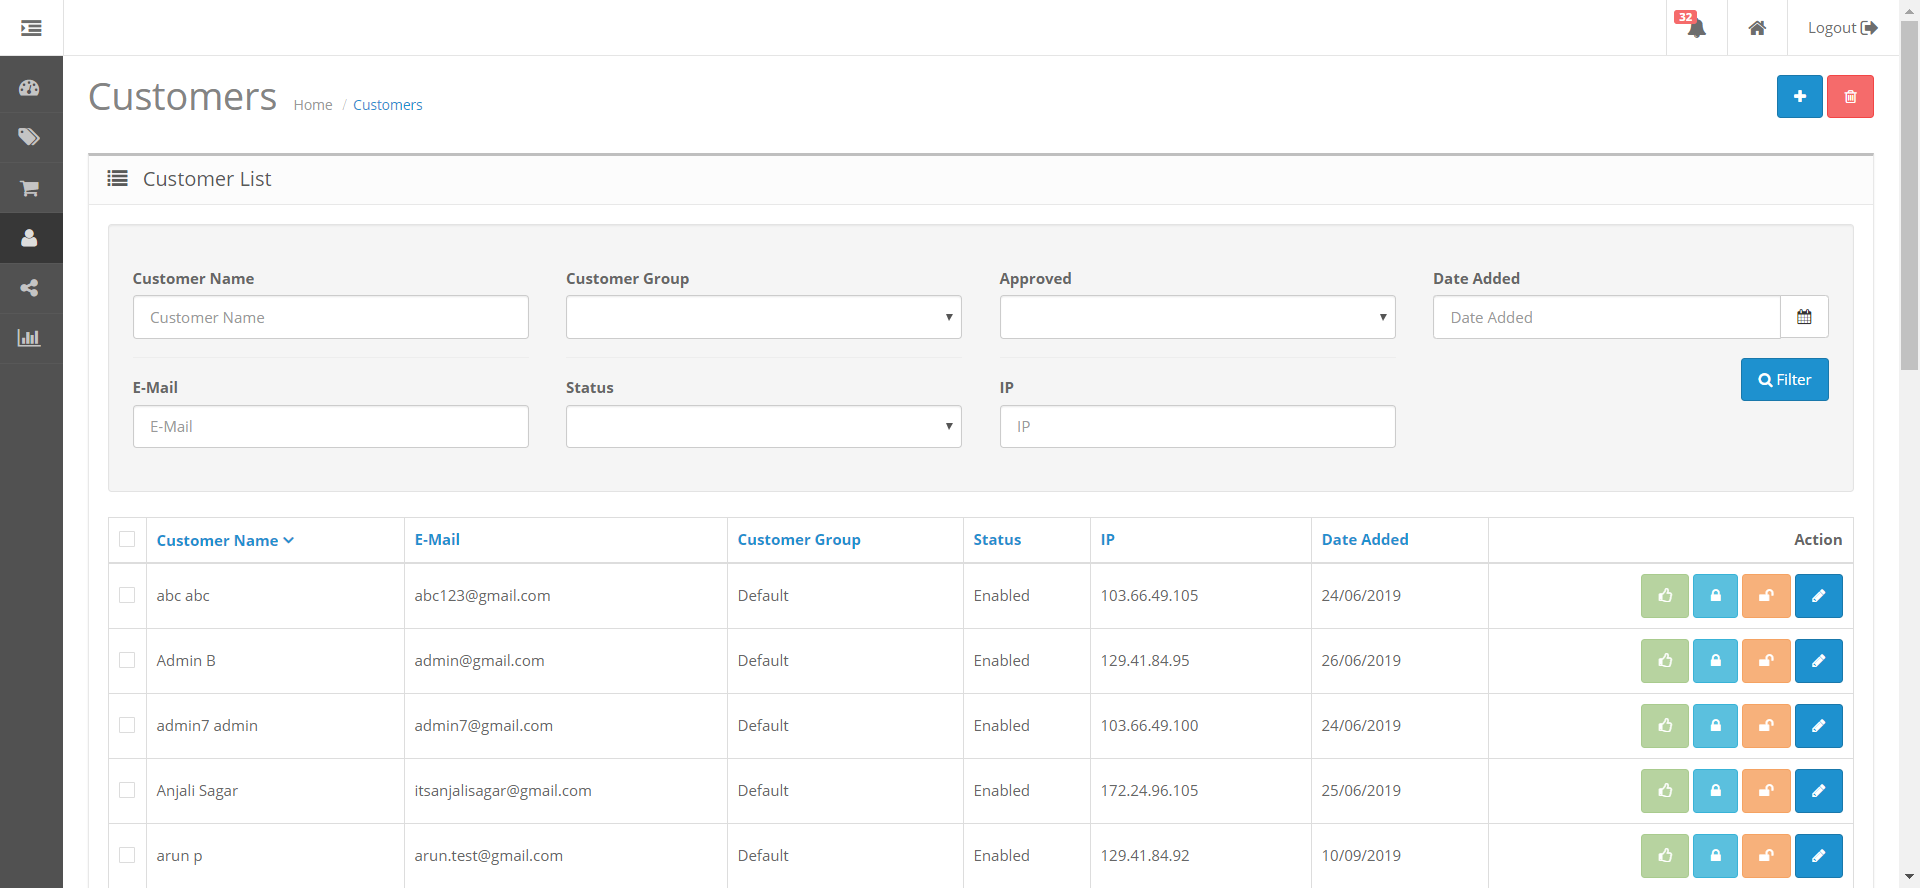 32
Logout
Customers Home / Customers
Customer List
Customer Name Customer Group Approved Date Added
Customer Name Date Added
Filter
E-Mail Status IP
E-Mail IP
Customer Name E-Mail Customer Group Status IP Date Added Action
abc abc abc123@gmail.com Default Enabled 103.66.49.105 24/06/2019
Admin B admin@gmail.com Default Enabled 129.41.84.95 26/06/2019
admin7 admin admin7@gmail.com Default Enabled 103.66.49.100 24/06/2019
Anjali Sagar itsanjalisagar@gmail.com Default Enabled 172.24.96.105 25/06/2019
arun p arun.test@gmail.com Default Enabled 129.41.84.92 10/09/2019